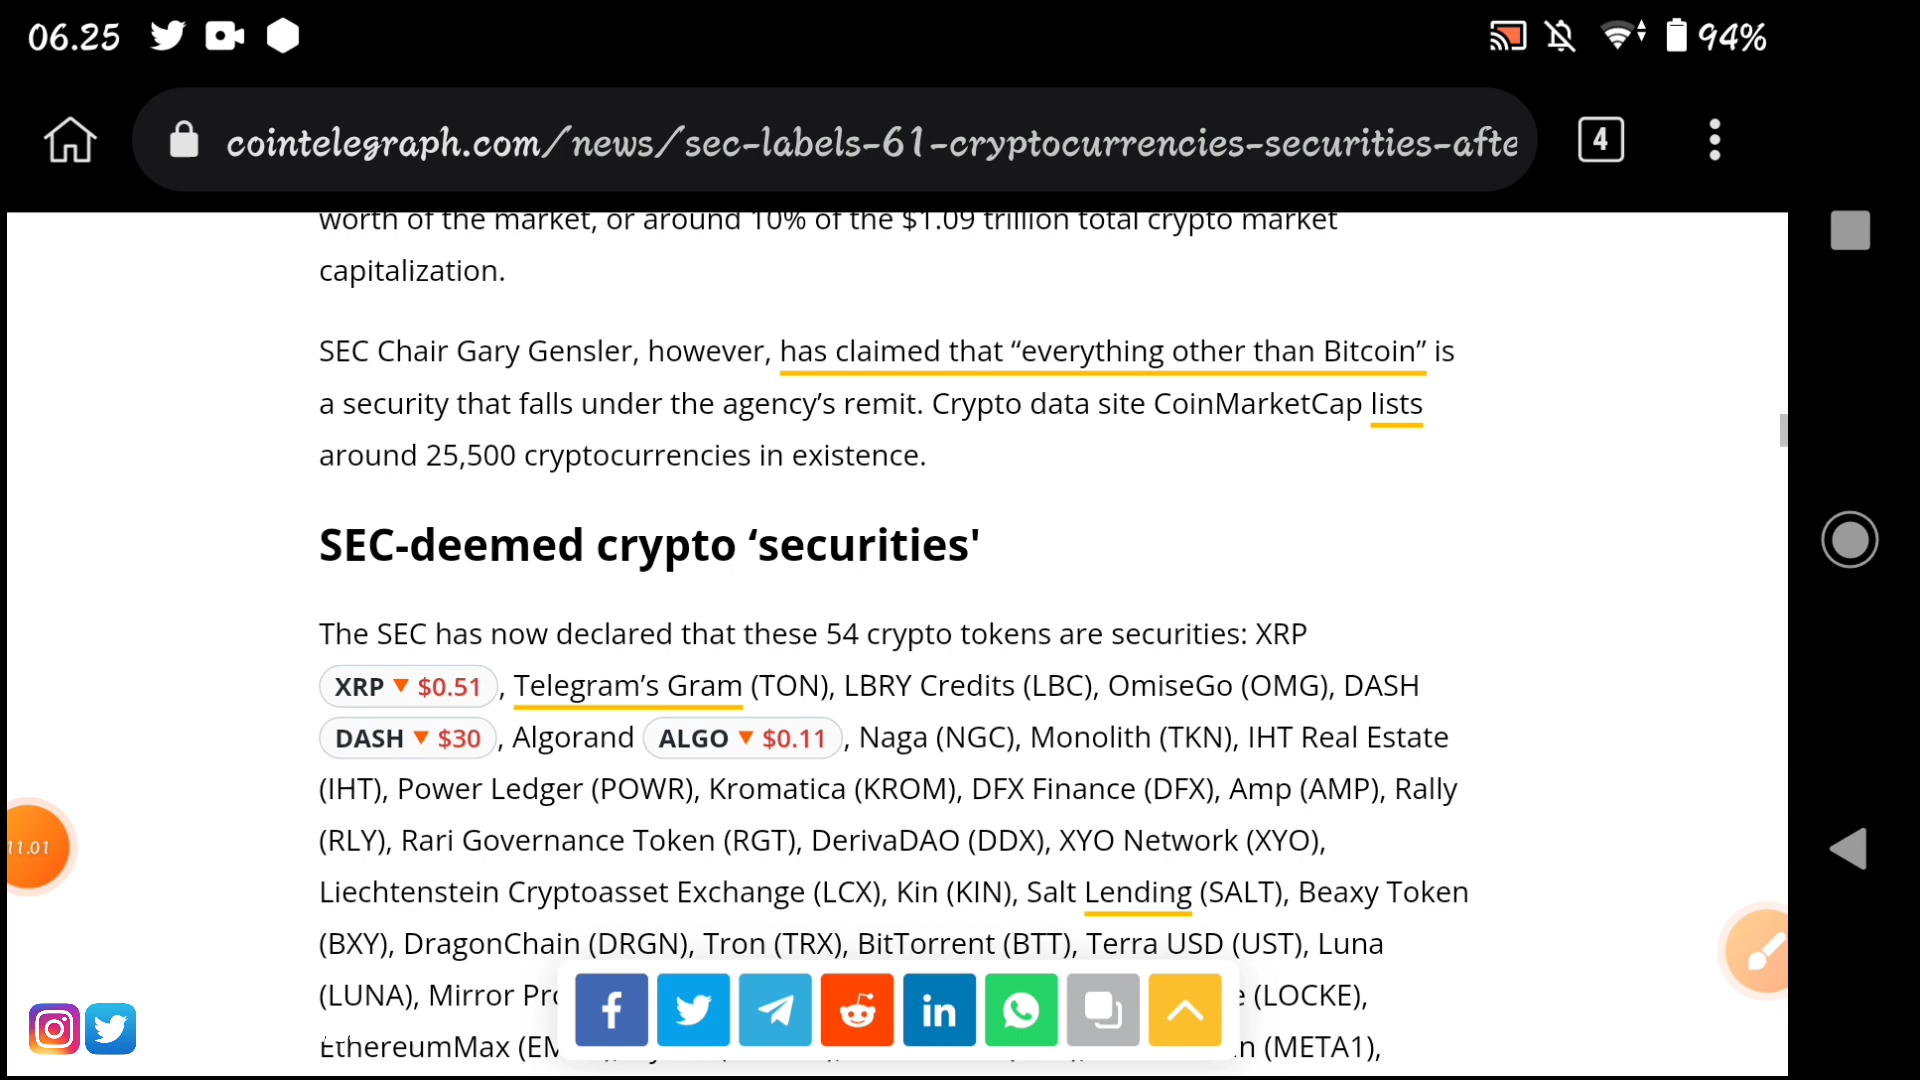 06.25
94%
cointelegraph.com/news/sec-labels-61-cryptocurrencies-securities-afte
4
worth of the market, or around 10% of the $1.09 trillion total crypto market
capitalization.
SEC Chair Gary Gensler, however, has claimed that “everything other than Bitcoin” is
a security that falls under the agency’s remit. Crypto data site CoinMarketCap lists
around 25,500 cryptocurrencies in existence.
SEC-deemed crypto ‘securities'
The SEC has now declared that these 54 crypto tokens are securities: XRP
XRP ▼ $0.51 , Telegram’s Gram (TON), LBRY Credits (LBC), OmiseGo (OMG), DASH
DASH ▼ $30 , Algorand ALGO ▼ $0.11 , Naga (NGC), Monolith (TKN), IHT Real Estate
(IHT), Power Ledger (POWR), Kromatica (KROM), DFX Finance (DFX), Amp (AMP), Rally
(RLY), Rari Governance Token (RGT), DerivaDAO (DDX), XYO Network (XYO),
11.01
Liechtenstein Cryptoasset Exchange (LCX), Kin (KIN), Salt Lending (SALT), Beaxy Token
(BXY), DragonChain (DRGN), Tron (TRX), BitTorrent (BTT), Terra USD (UST), Luna
(LUNA), Mirror (LOCKE),
EthereumMax (META1),